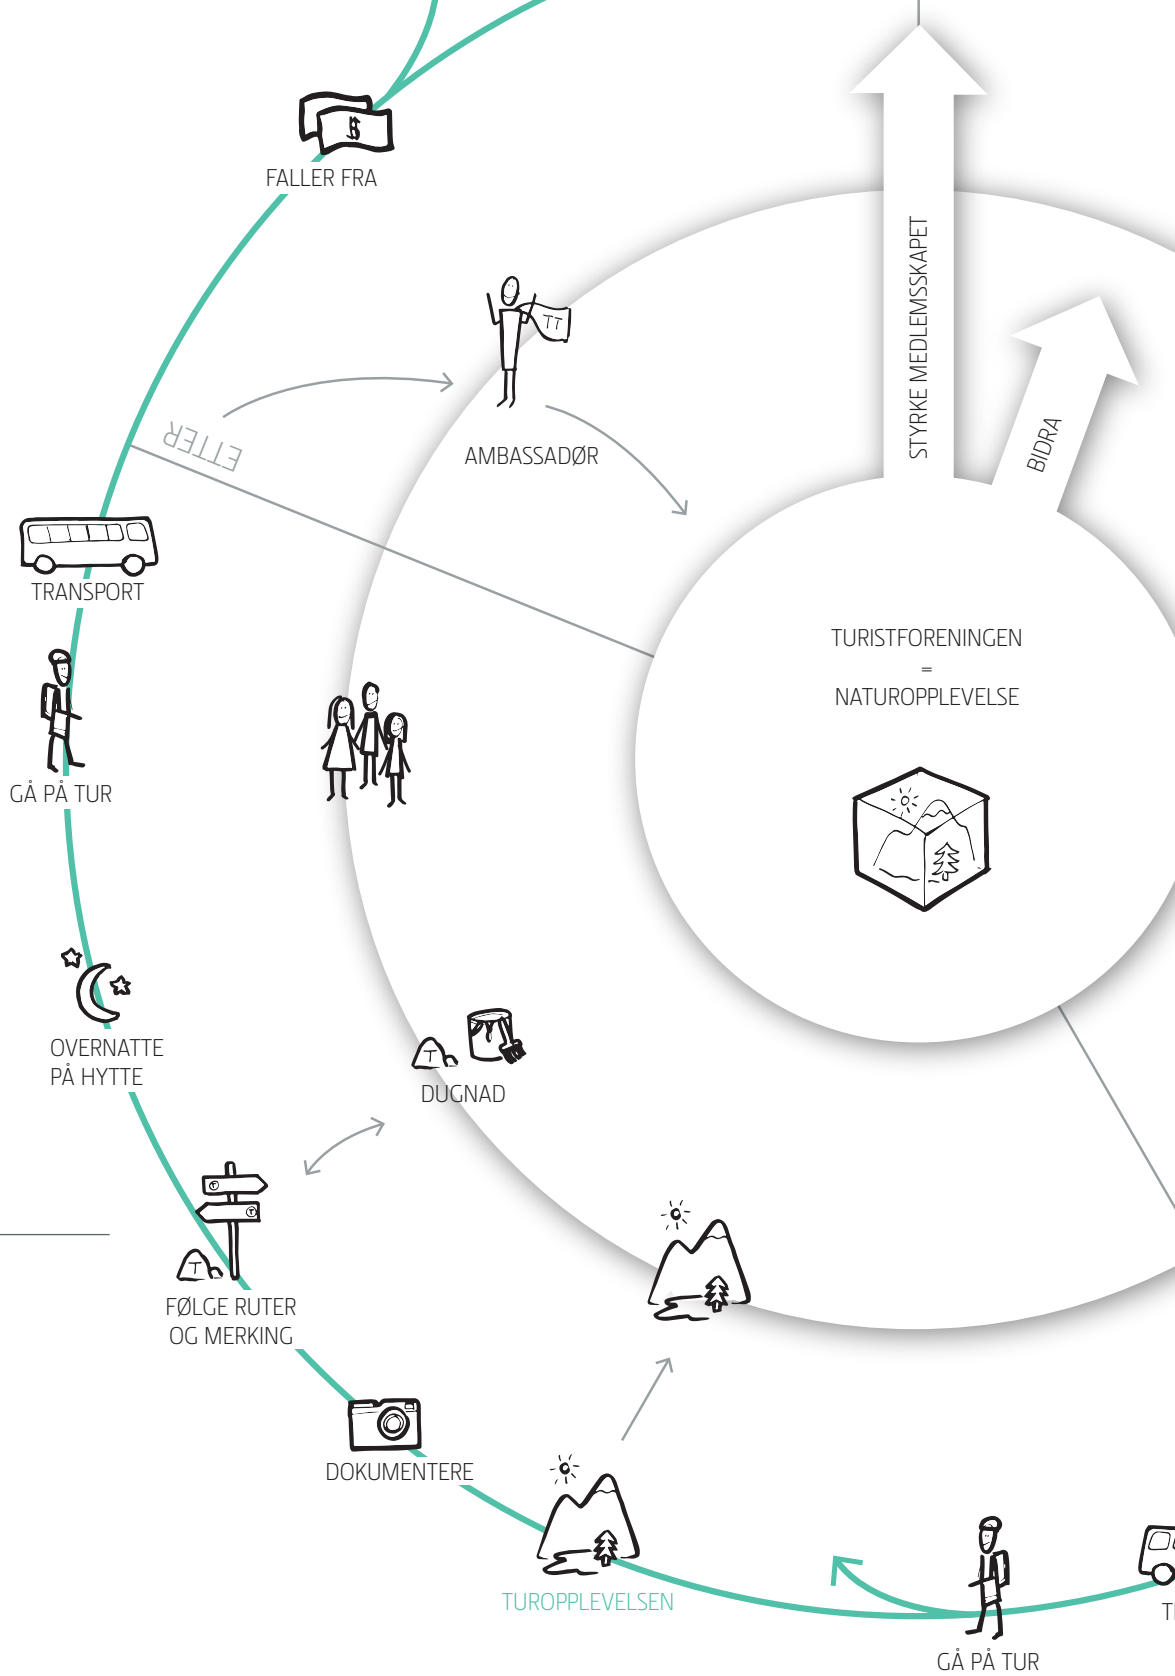 FALLER FRA
STYRKE MEDLEMSSKAPET
BIDRA
TT
ETTER
AMBASSADØR
TRANSPORT
TURISTFORENINGEN
=
NATUROPPLEVELSE
GÅ PÅ TUR
OVERNATTE
PÅ HYTTE
T
DUGNAD
T
T
T
FØLGE RUTER
OG MERKING
DOKUMENTERE
TUROPPLEVELSEN
GÅ PÅ TUR